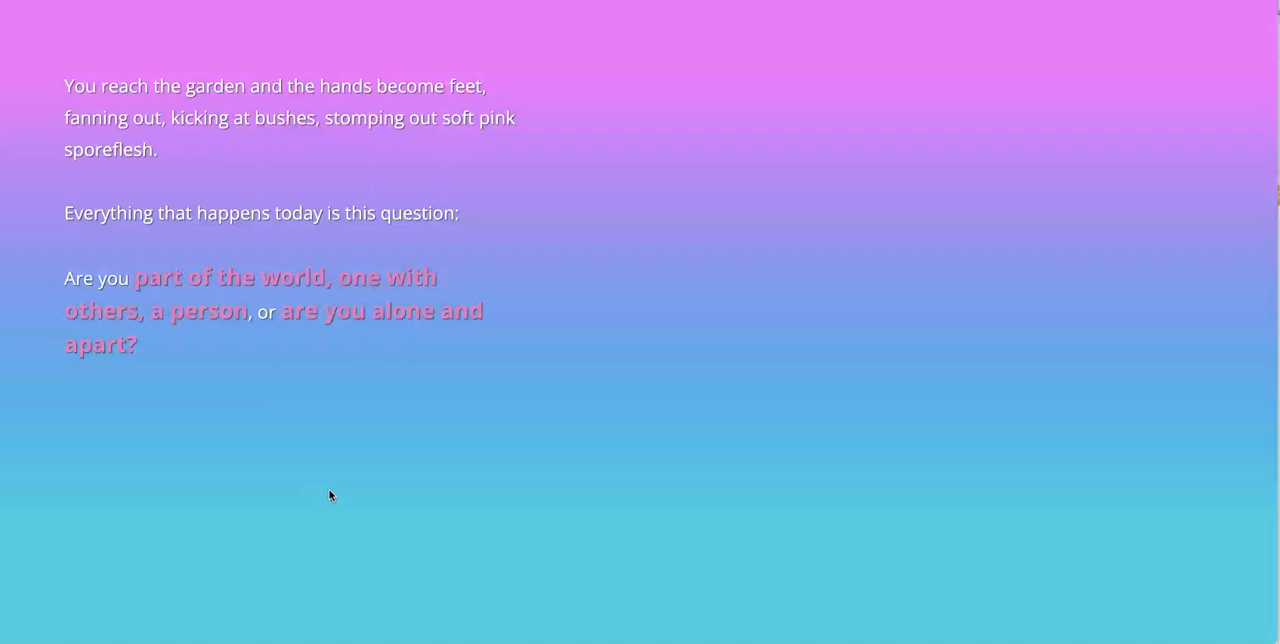 You reach the garden and the hands become feet,
fanning out, kicking at bushes, stomping out soft pink
sporeflesh.
Everything that happens today is this question:
Are you part of the world, one with
others, a person, or are you alone and
apart?